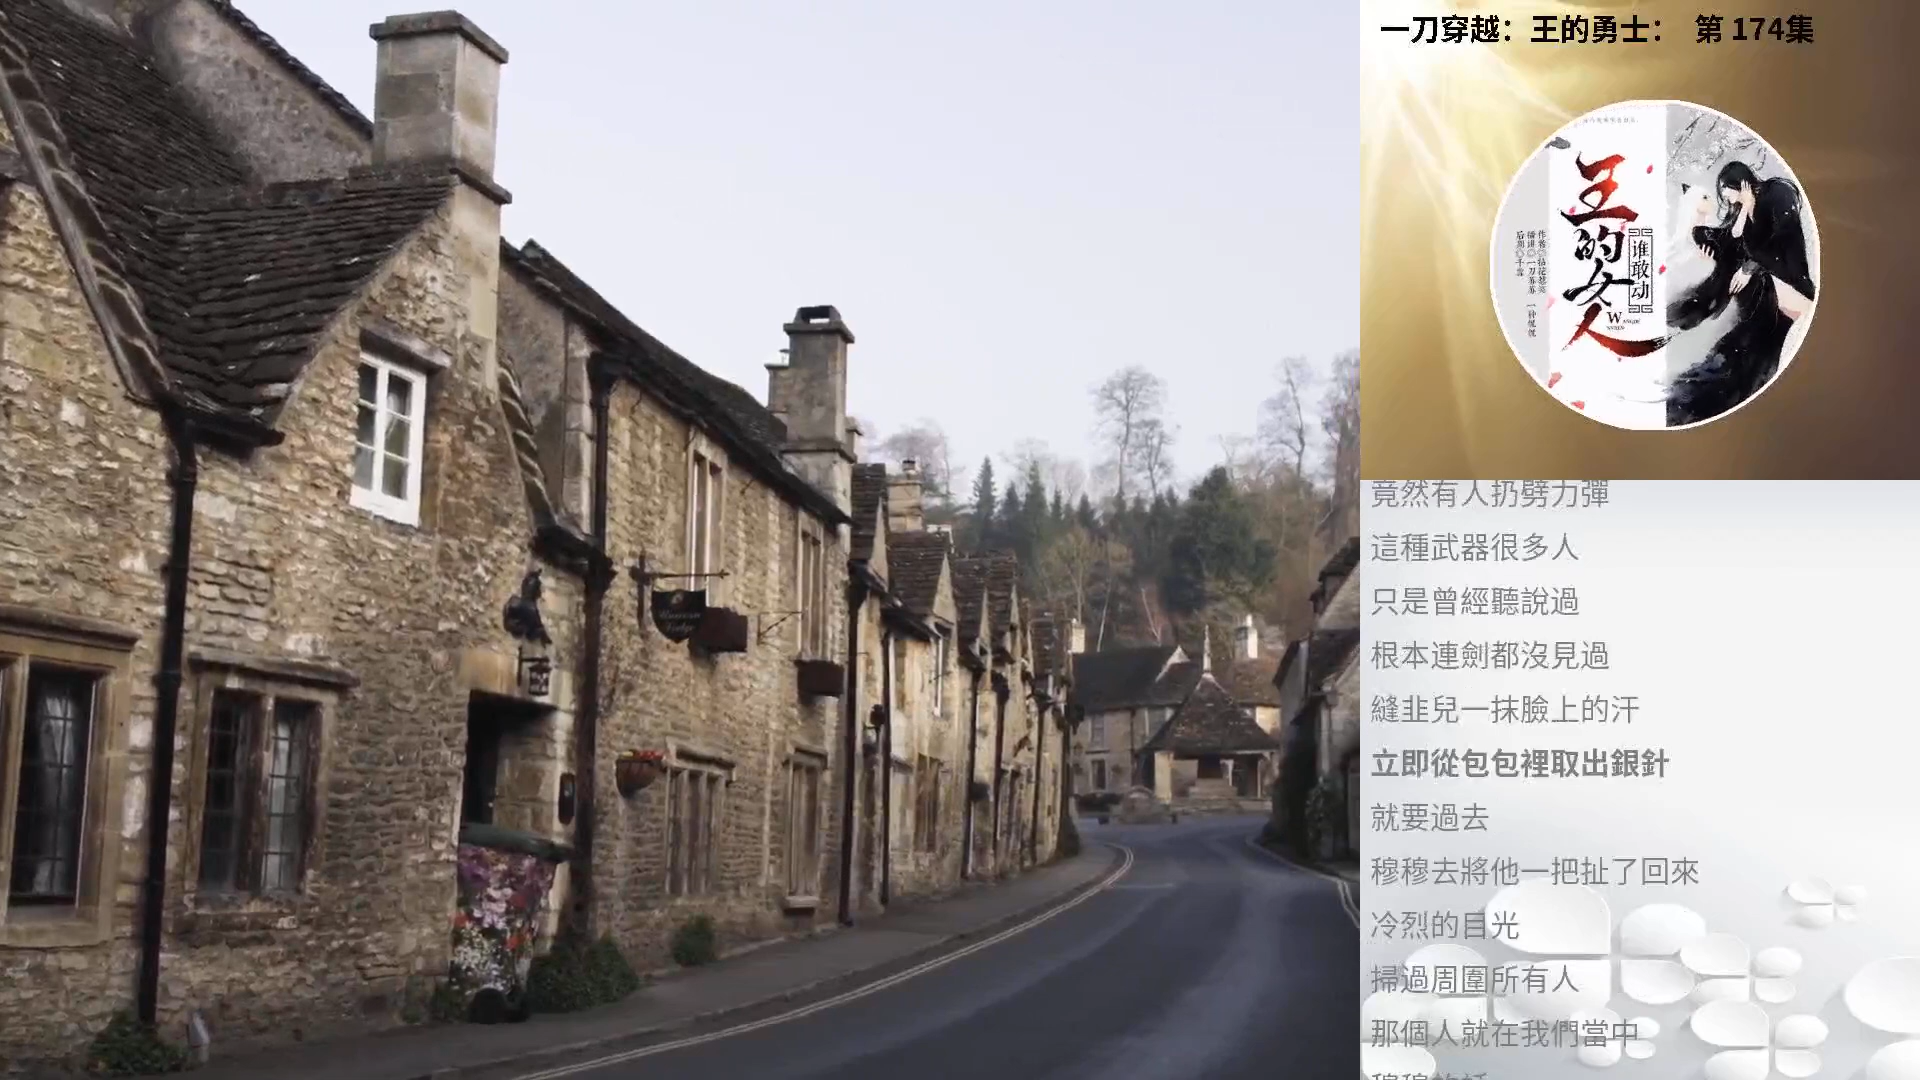 一刀穿越：王的勇士： 第 174集
王的女人
谁敢动
竟然有人扔劈力彈
這種武器很多人
只是曾經聽說過
根本連劍都沒見過
縫韭兒一抹臉上的汗
立即從包包裡取出銀針
就要過去
穆穆去將他一把扯了回來
冷烈的目光
掃過周圍所有人
那個人就在我們當中